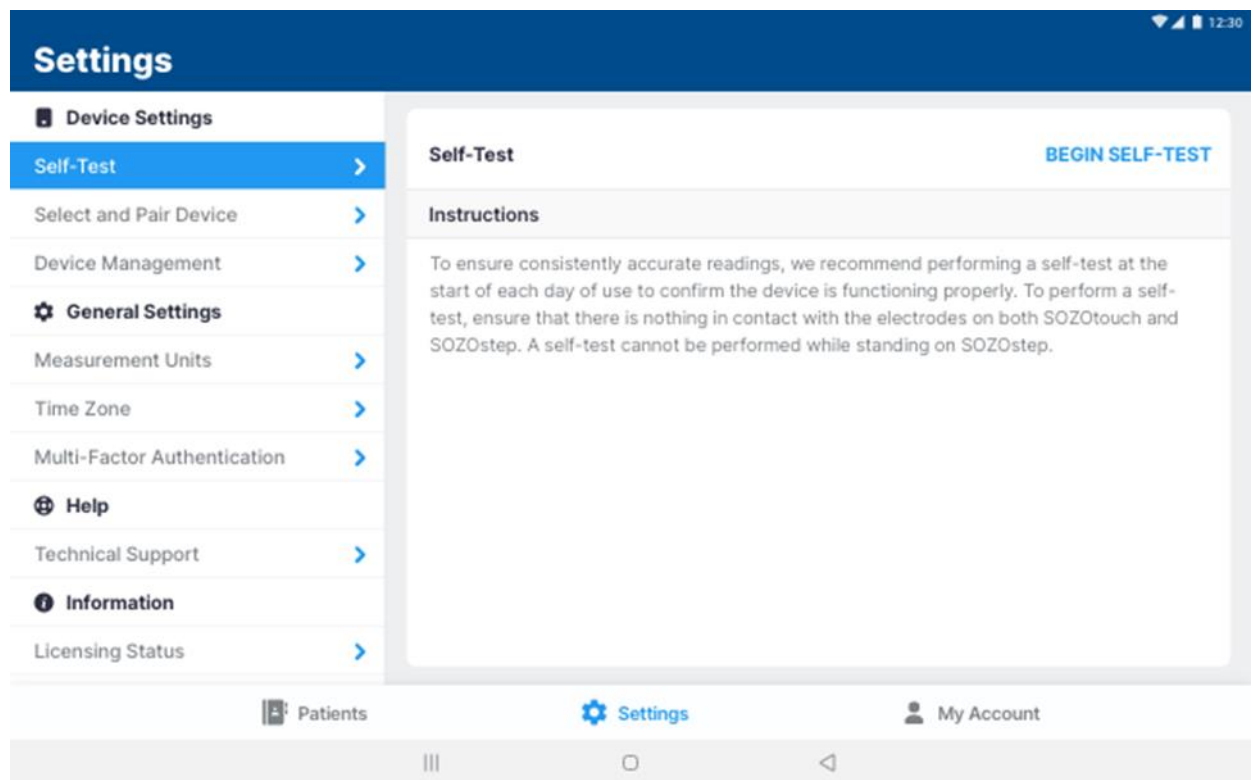 12:30
Settings
Device Settings
Self-Test
Select and Pair Device
Device Management
General Settings
Measurement Units
Time Zone
Multi-Factor Authentication
Help
Technical Support
Information
Licensing Status
Self-Test
BEGIN SELF-TEST
Instructions
To ensure consistently accurate readings, we recommend performing a self-test at the
start of each day of use to confirm the device is functioning properly. To perform a self-
test, ensure that there is nothing in contact with the electrodes on both SOZOtouch and
SOZOstep. A self-test cannot be performed while standing on SOZOstep.
Patients
Settings
My Account